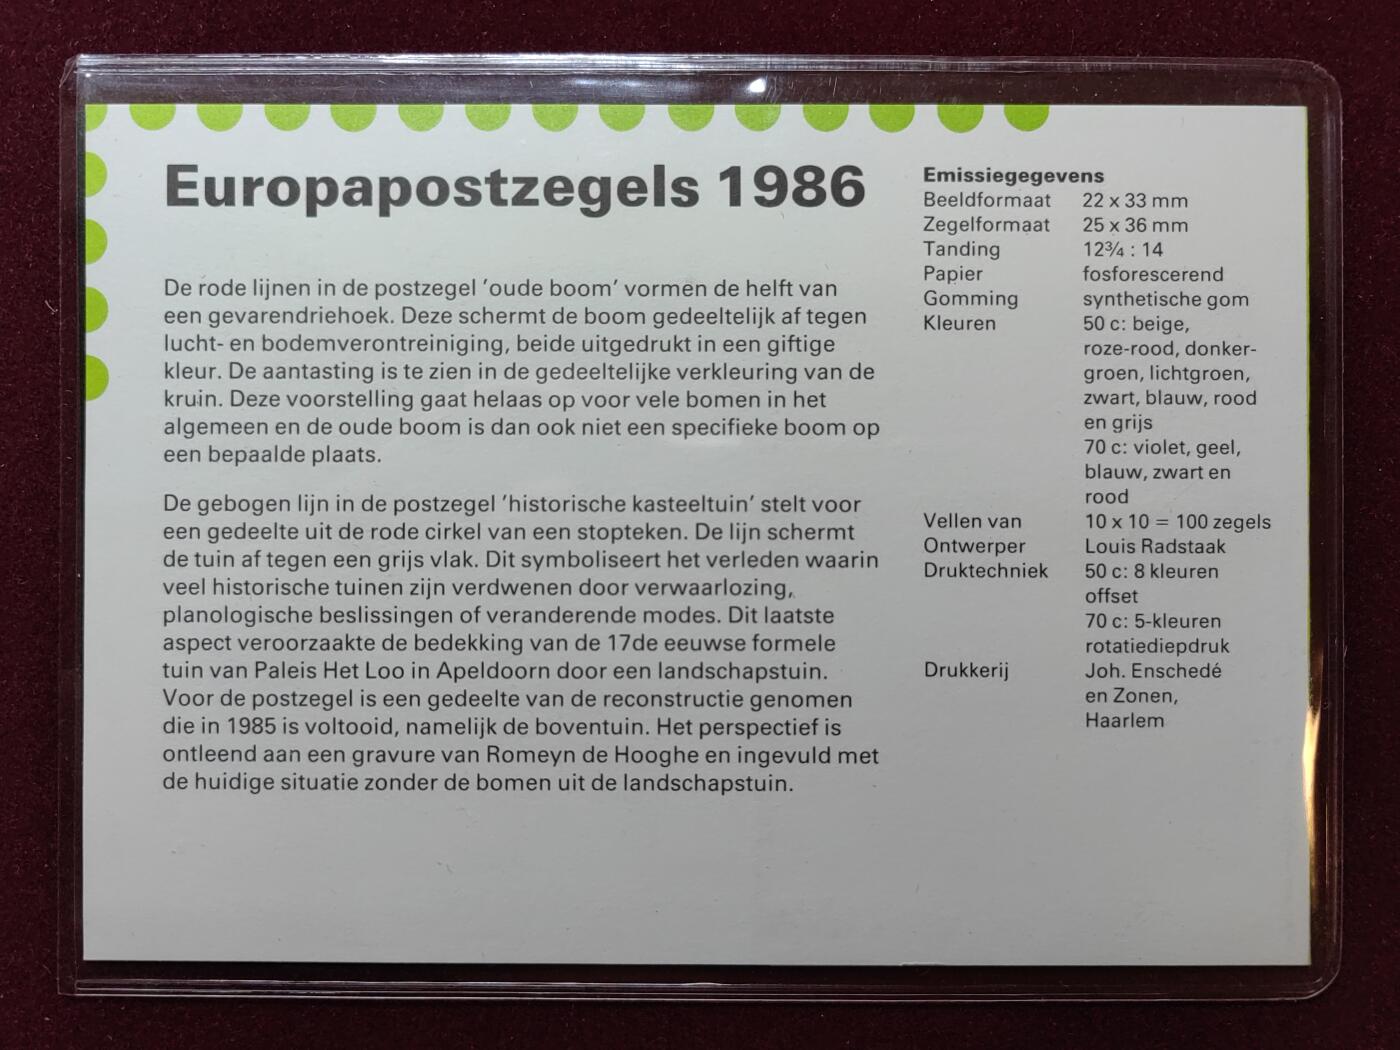 Europapostzegels 1986
De rode lijnen in de postzegel ’oude boom’ vormen de helft van
een gevarendriehoek. Deze schermt de boom gedeeltelijk af tegen
lucht- en bodemverontreiniging, beide uitgedrukt in een giftige
kleur. De aantasting is te zien in de gedeeltelijke verkleuring van de
kruin. Deze voorstelling gaat helaas op voor vele bomen in het
algemeen en de oude boom is dan ook niet een specifieke boom op
een bepaalde plaats.
De gebogen lijn in de postzegel ’historische kasteeltuin’ stelt voor
een gedeelte uit de rode cirkel van een stopteken. De lijn schermt
de tuin af tegen een grijs vlak. Dit symboliseert het verleden waarin
veel historische tuinen zijn verdwenen door verwaarlozing,
planologische beslissingen of veranderende modes. Dit laatste
aspect veroorzaakte de bedekking van de 17de eeuwse formele
tuin van Paleis Het Loo in Apeldoorn door een landschapstuin.
Voor de postzegel is een gedeelte van de reconstructie genomen
die in 1985 is voltooid, namelijk de boventuin. Het perspectief is
ontleend aan een gravure van Romeyn de Hooghe en ingevuld met
de huidige situatie zonder de bomen uit de landschapstuin.
Emissiegegevens
Beeldformaat 22 x 33 mm
Zegelformaat 25 x 36 mm
Tanding 12¾ : 14
Papier fosforescerend
Gomming synthetische gom
Kleuren 50 c: beige,
roze-rood, donker-
groen, lichtgroen,
zwart, blauw, rood
en grijs
70 c: violet, geel,
blauw, zwart en
rood
Vellen van 10 x 10 = 100 zegels
Ontwerper Louis Radstaak
Druktechniek 50 c: 8 kleuren
offset
70 c: 5-kleuren
rotatiediepdruk
Drukkerij Joh. Enschedé
en Zonen,
Haarlem